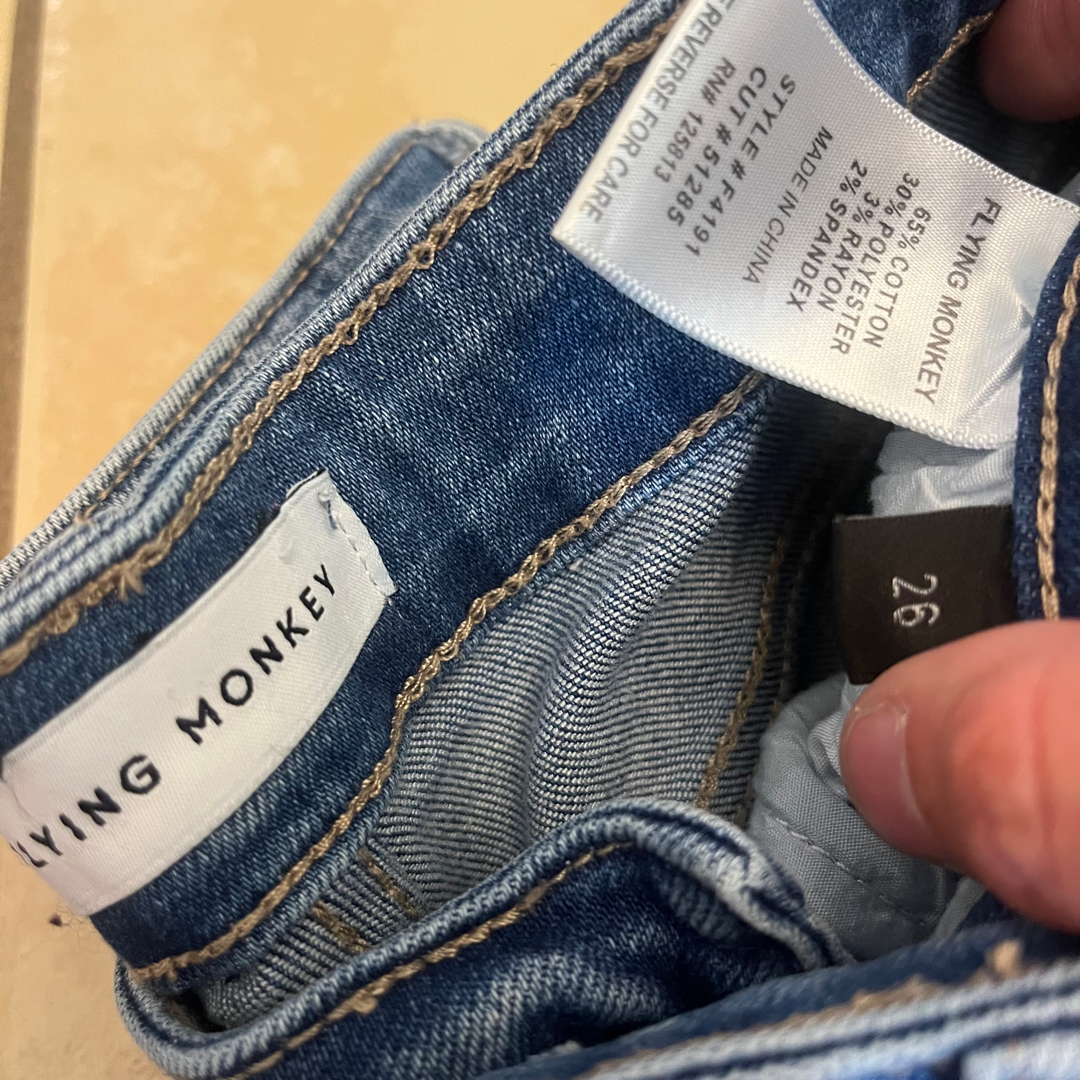 FLYING MONKEY
65% COTTON
30% POLYESTER
3% RAYON
2% SPANDEX
MADE IN CHINA
STYLE # F4191
CUT # 51285
RN# 125813
REVERSE FOR CARE
26
FLYING MONKEY